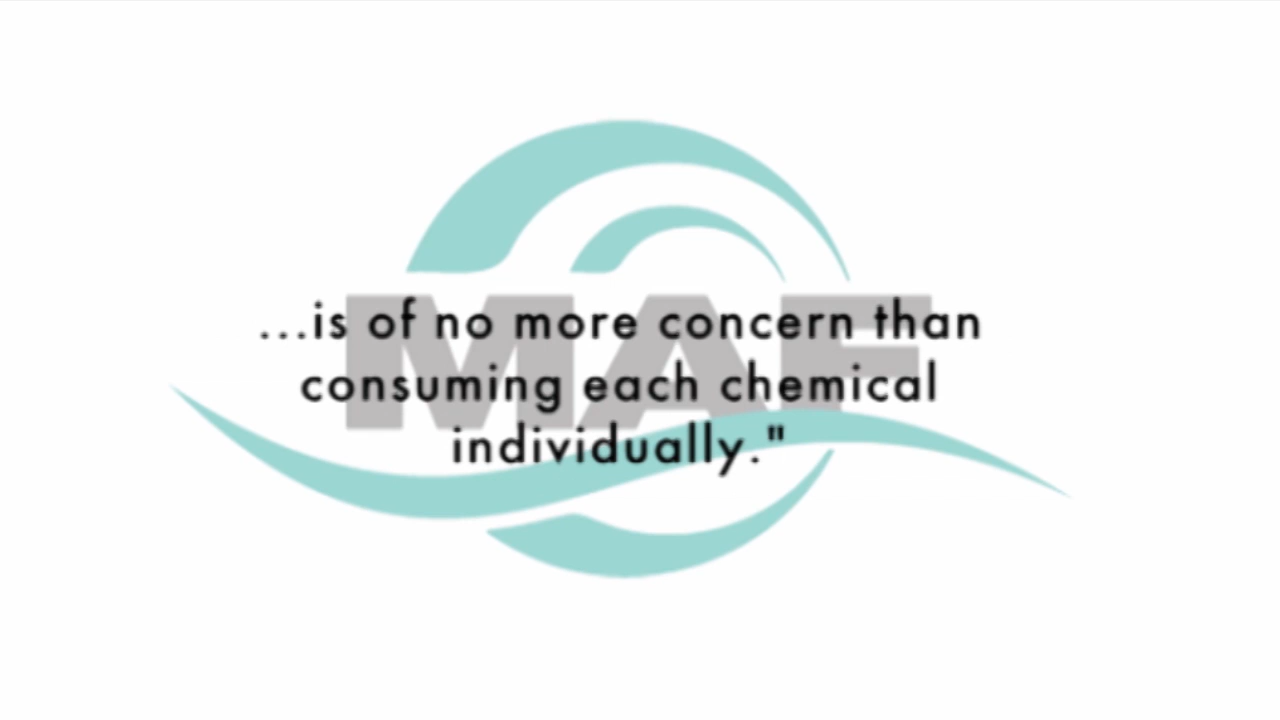 MAF
...is of no more concern than
consuming each chemical
individually."